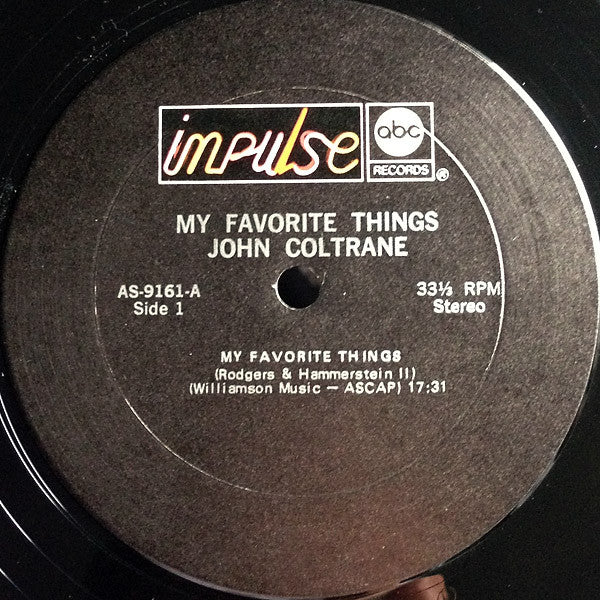 impulse
abc
RECORDS ®
MY FAVORITE THINGS
JOHN COLTRANE
AS-9161-A
Side 1
33⅓ RPM
Stereo
MY FAVORITE THINGS
(Rodgers & Hammerstein II)
(Williamson Music — ASCAP) 17:31